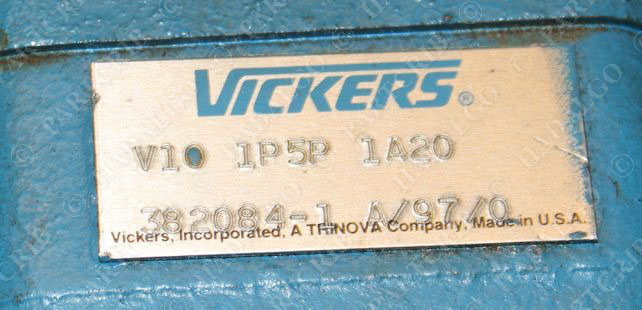 VICKERS®
V10 1P5P 1A20
382084-1 A/97/0
Vickers, Incorporated, A TRINOVA Company, Made in U.S.A.